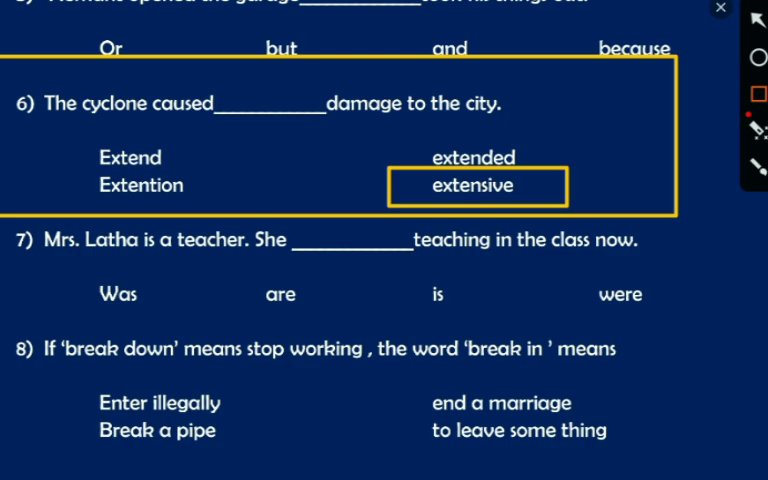 Or but and because
6) The cyclone caused___________damage to the city.
Extend extended
Extention extensive
7) Mrs. Latha is a teacher. She ____________teaching in the class now.
Was are is were
8) If ‘break down’ means stop working , the word ‘break in ’ means
Enter illegally end a marriage
Break a pipe to leave some thing